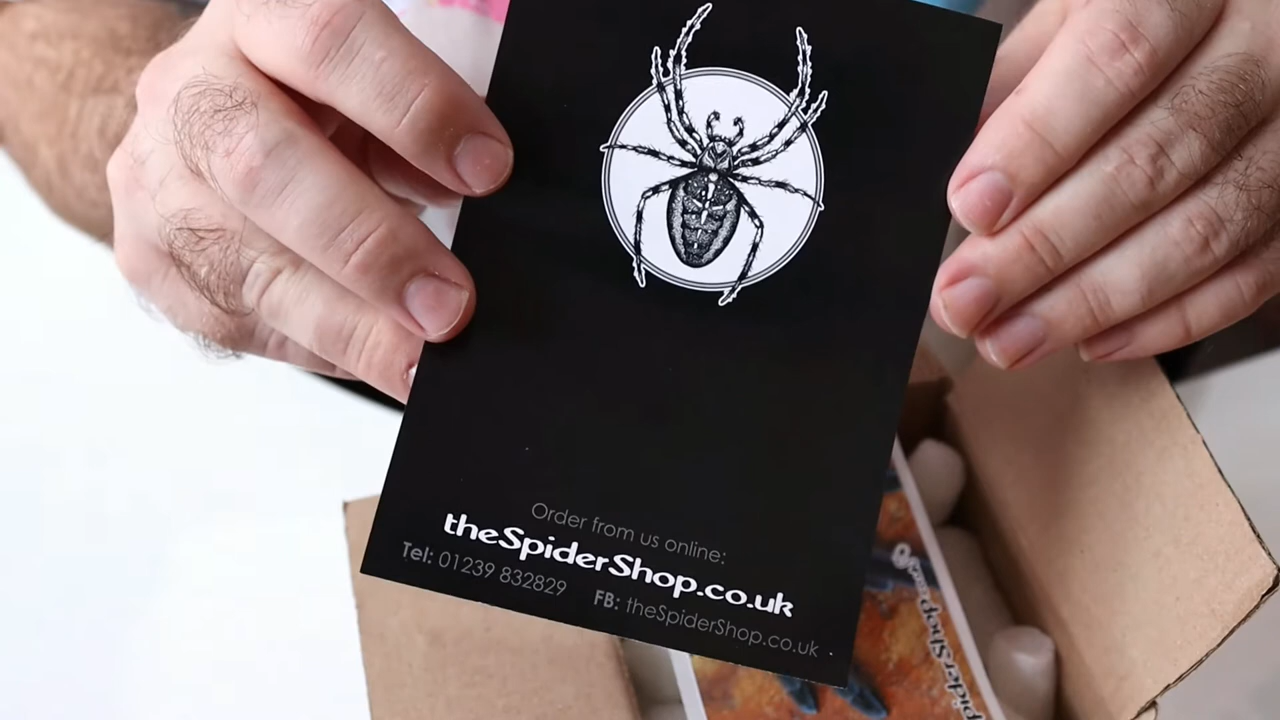 Order from us online:
theSpiderShop.co.uk
Tel: 01239 832829 FB: theSpiderShop.co.uk